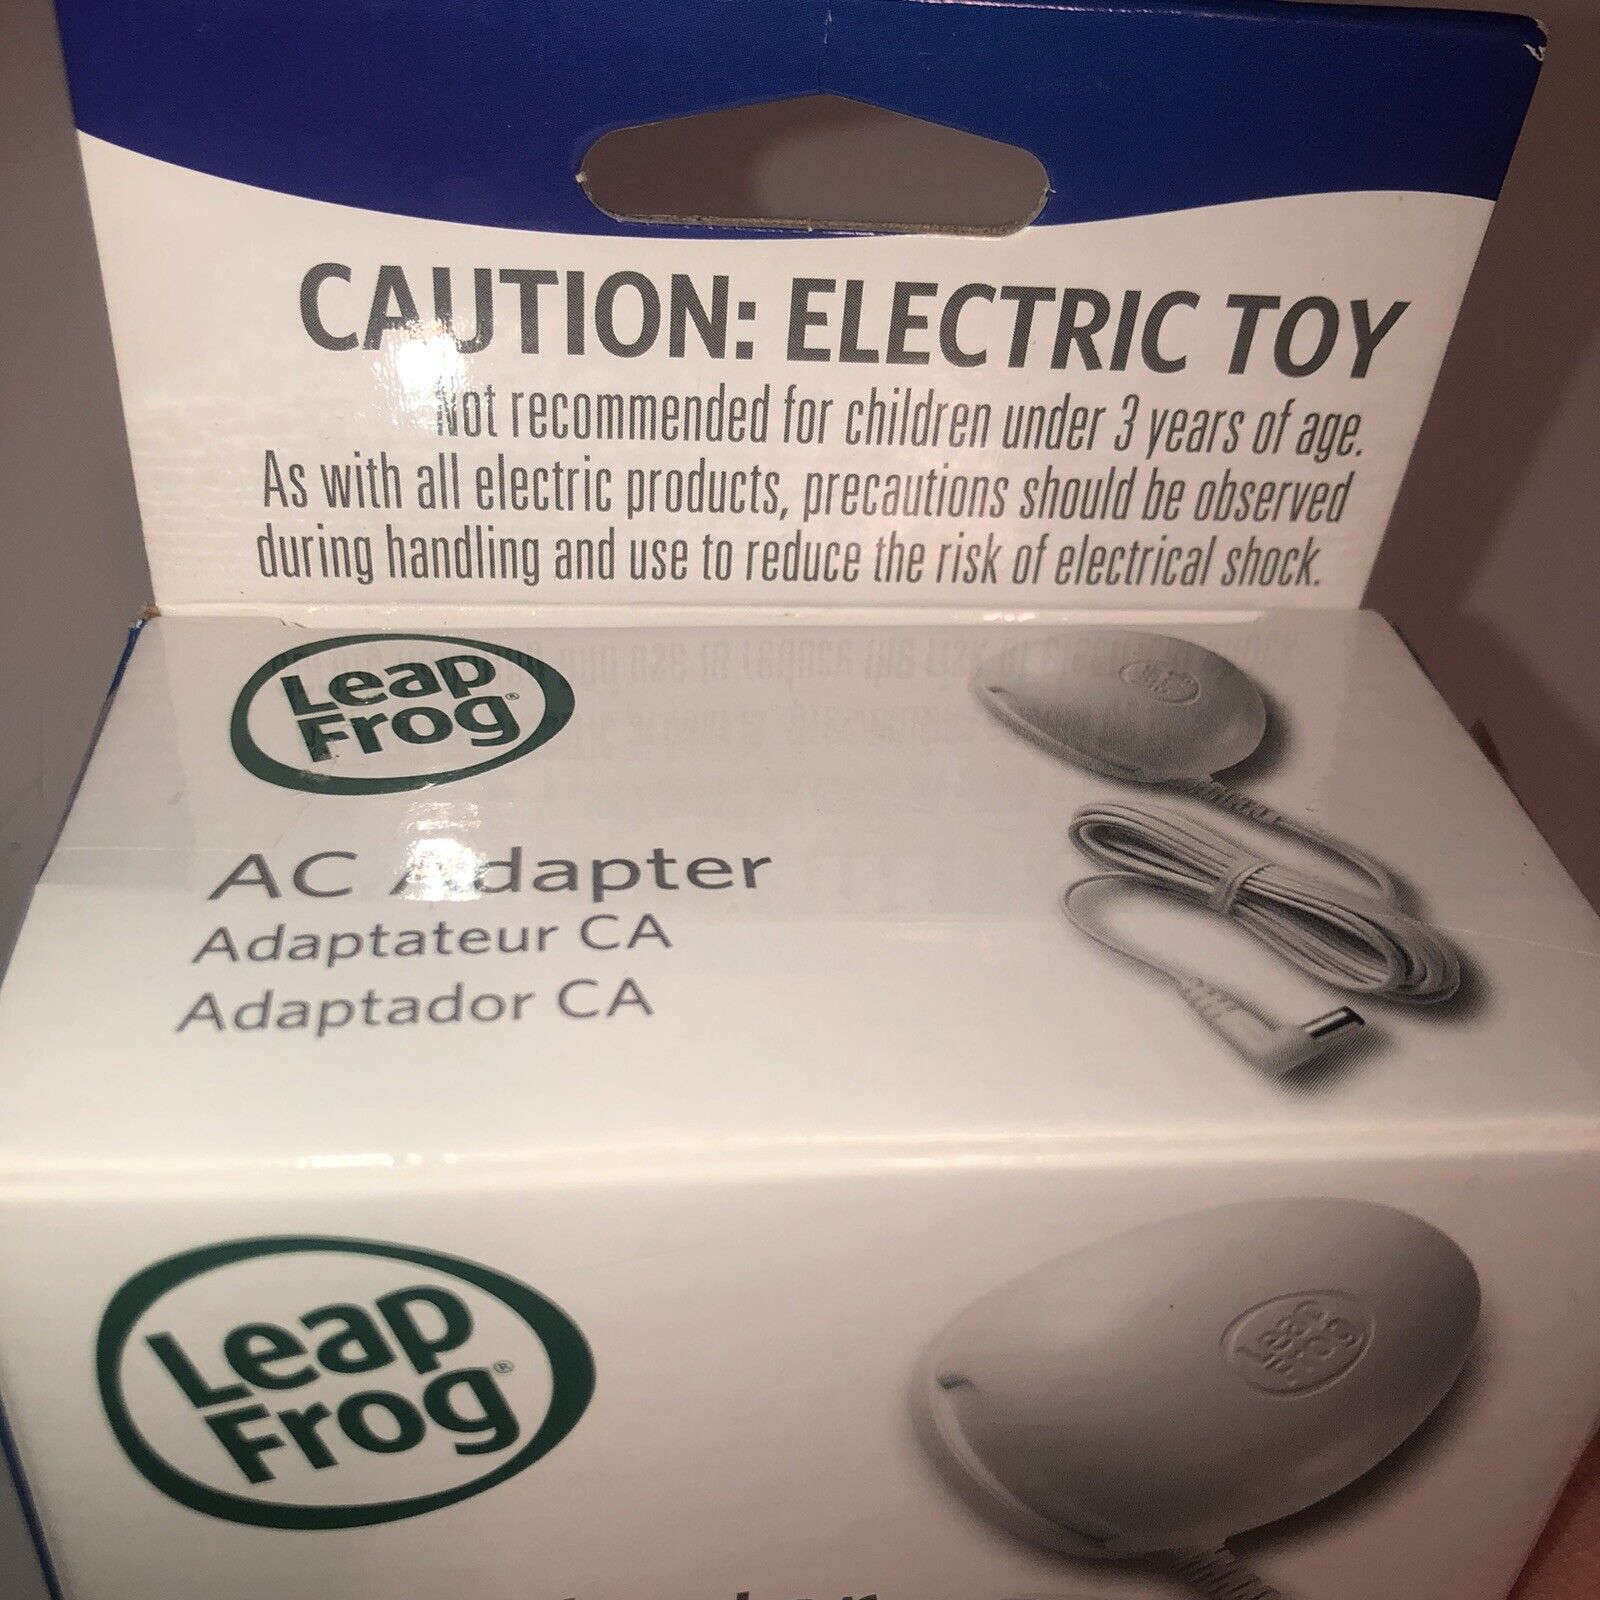 CAUTION: ELECTRIC TOY
Not recommended for children under 3 years of age.
As with all electric products, precautions should be observed
during handling and use to reduce the risk of electrical shock.
Leap
Frog®
AC Adapter
Adaptateur CA
Adaptador CA
Leap
Frog®
Leap
Frog